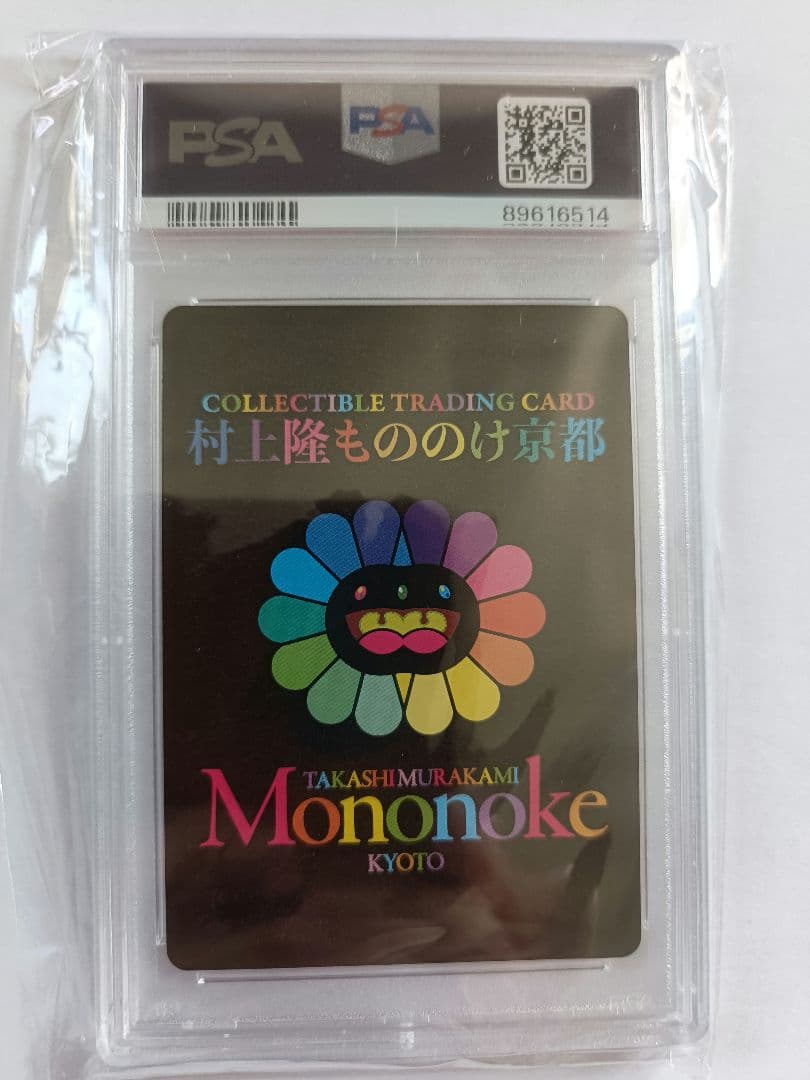 PSA PSA
89616514
COLLECTIBLE TRADING CARD
村上隆もののけ京都
TAKASHI MURAKAMI
Mononoke
KYOTO